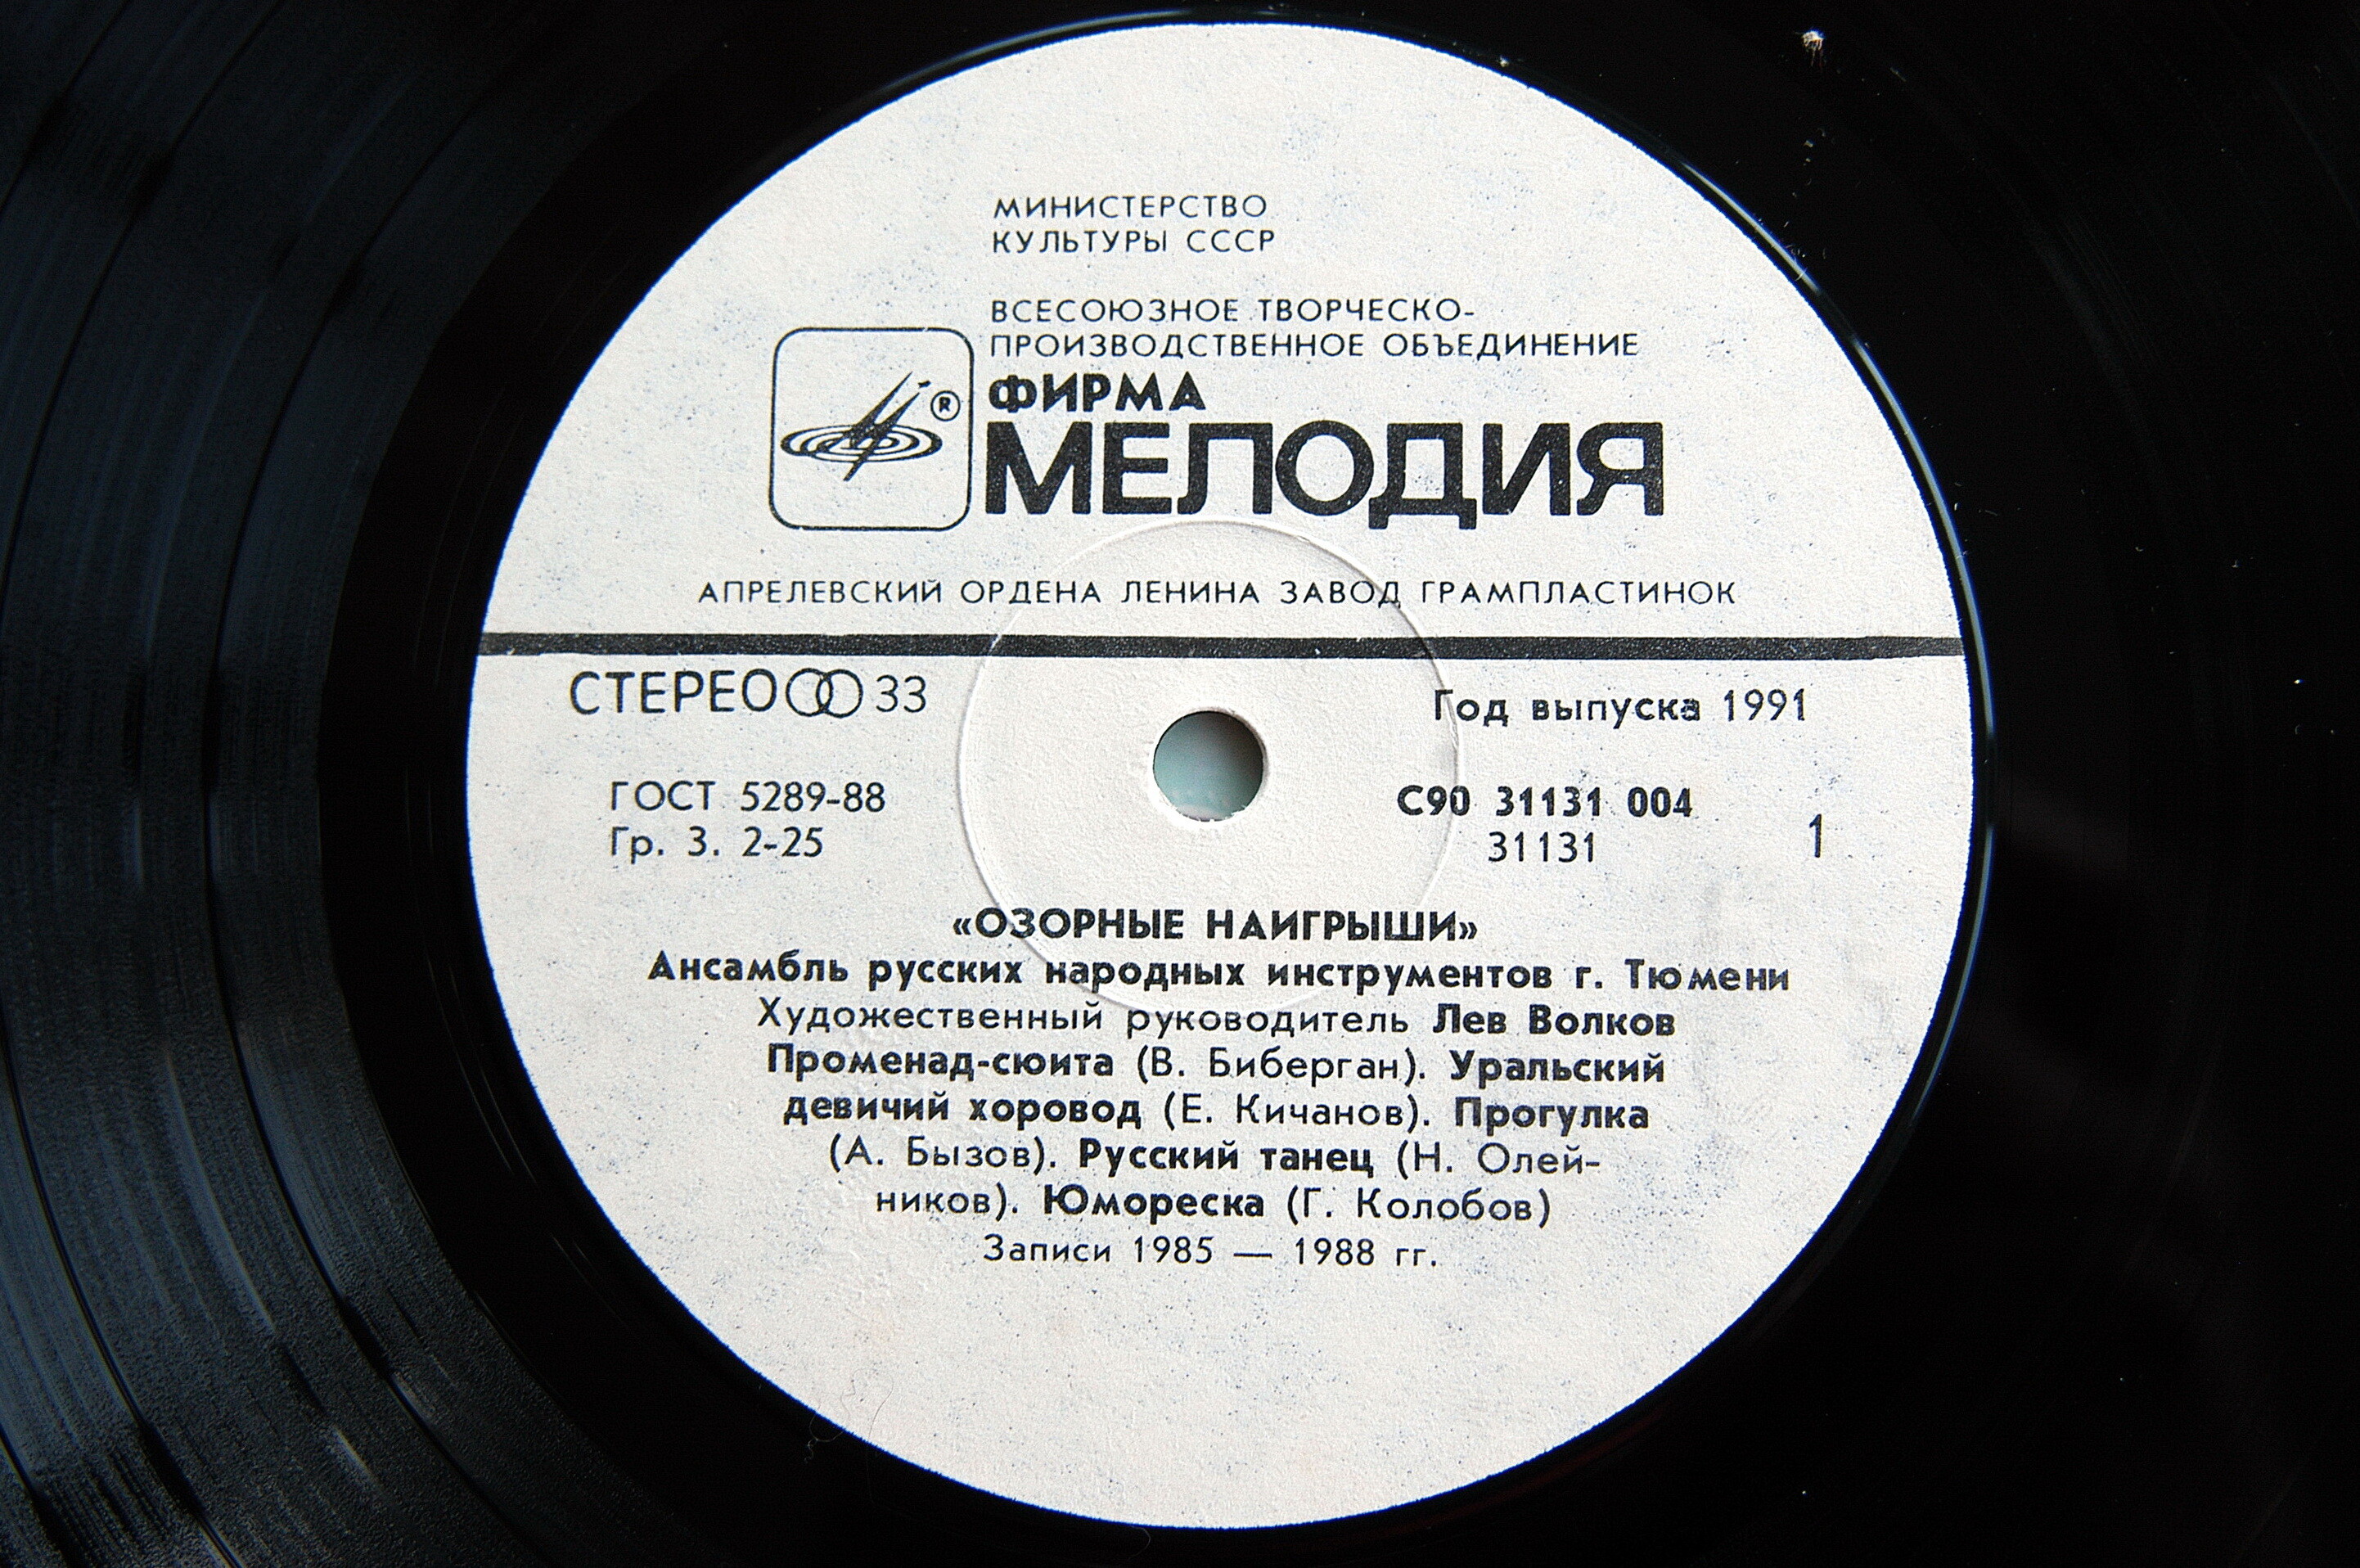 МИНИСТЕРСТВО
КУЛЬТУРЫ СССР
ВСЕСОЮЗНОЕ ТВОРЧЕСКО-
ПРОИЗВОДСТВЕННОЕ ОБЪЕДИНЕНИЕ
®
ФИРМА
МЕЛОДИЯ
АПРЕЛЕВСКИЙ ОРДЕНА ЛЕНИНА ЗАВОД ГРАМПЛАСТИНОК
СТЕРЕО 33
Год выпуска 1991
ГОСТ 5289-88
Гр. 3. 2-25
С90 31131 004
31131
1
«ОЗОРНЫЕ НАИГРЫШИ»
Ансамбль русских народных инструментов г. Тюмени
Художественный руководитель Лев Волков
Променад-сюита (В. Биберган). Уральский
девичий хоровод (Е. Кичанов). Прогулка
(А. Бызов). Русский танец (Н. Олей-
ников). Юмореска (Г. Колобов)
Записи 1985 — 1988 гг.